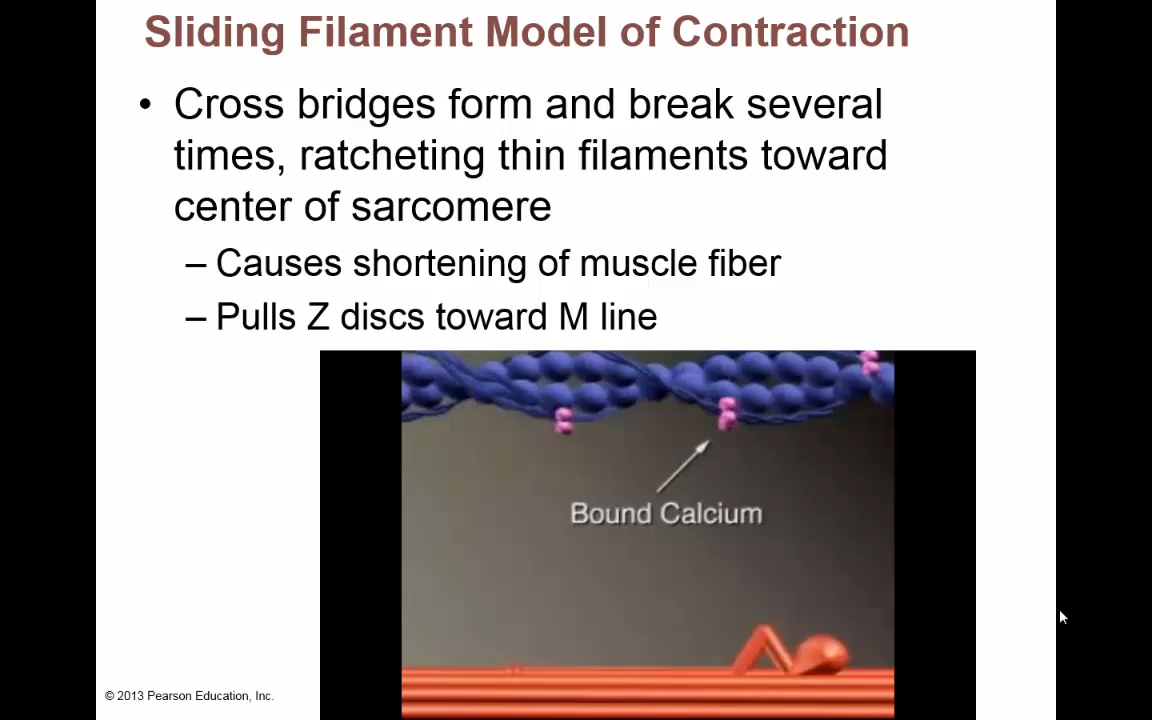 Sliding Filament Model of Contraction
• Cross bridges form and break several
times, ratcheting thin filaments toward
center of sarcomere
– Causes shortening of muscle fiber
– Pulls Z discs toward M line
Bound Calcium
© 2013 Pearson Education, Inc.